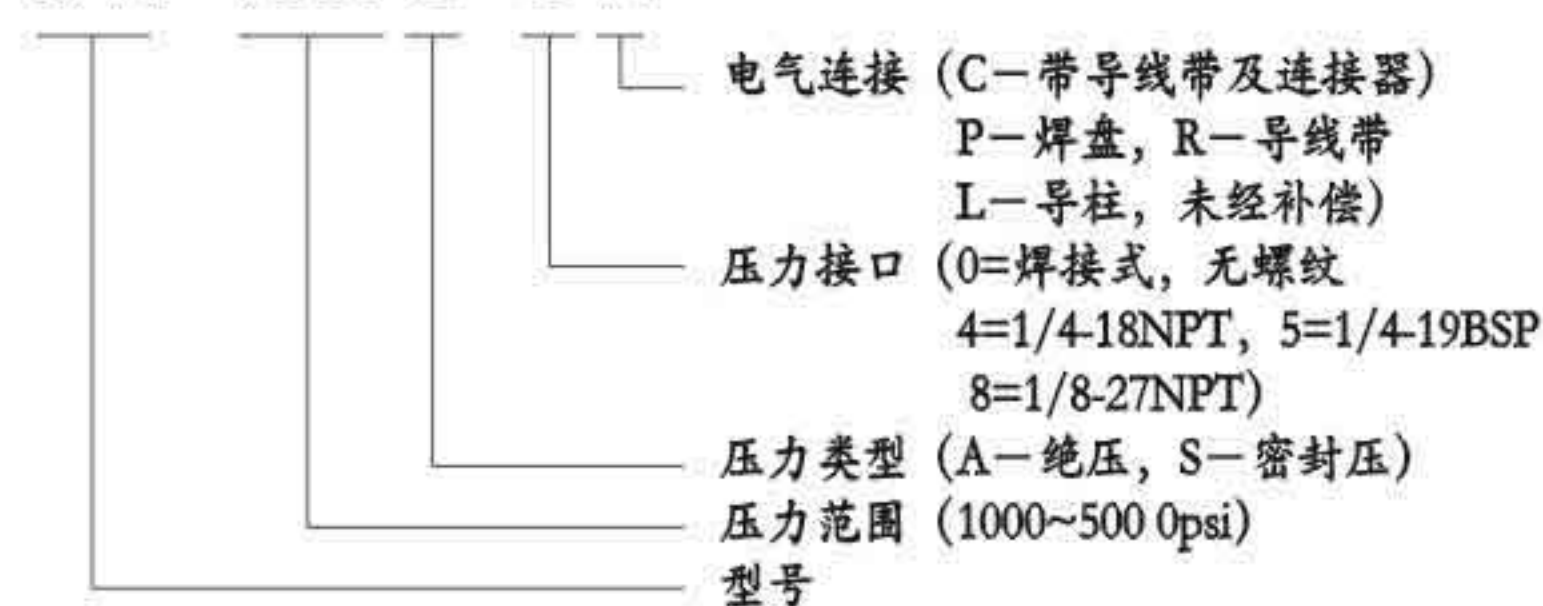 电气连接（C－带导线带及连接器）
P－焊盘，R－导线带
L－导柱，未经补偿）
压力接口（0=焊接式，无螺纹
4=1/4-18NPT，5=1/4-19BSP
8=1/8-27NPT）
压力类型（A－绝压，S－密封压）
压力范围（1000~500 0psi）
型号